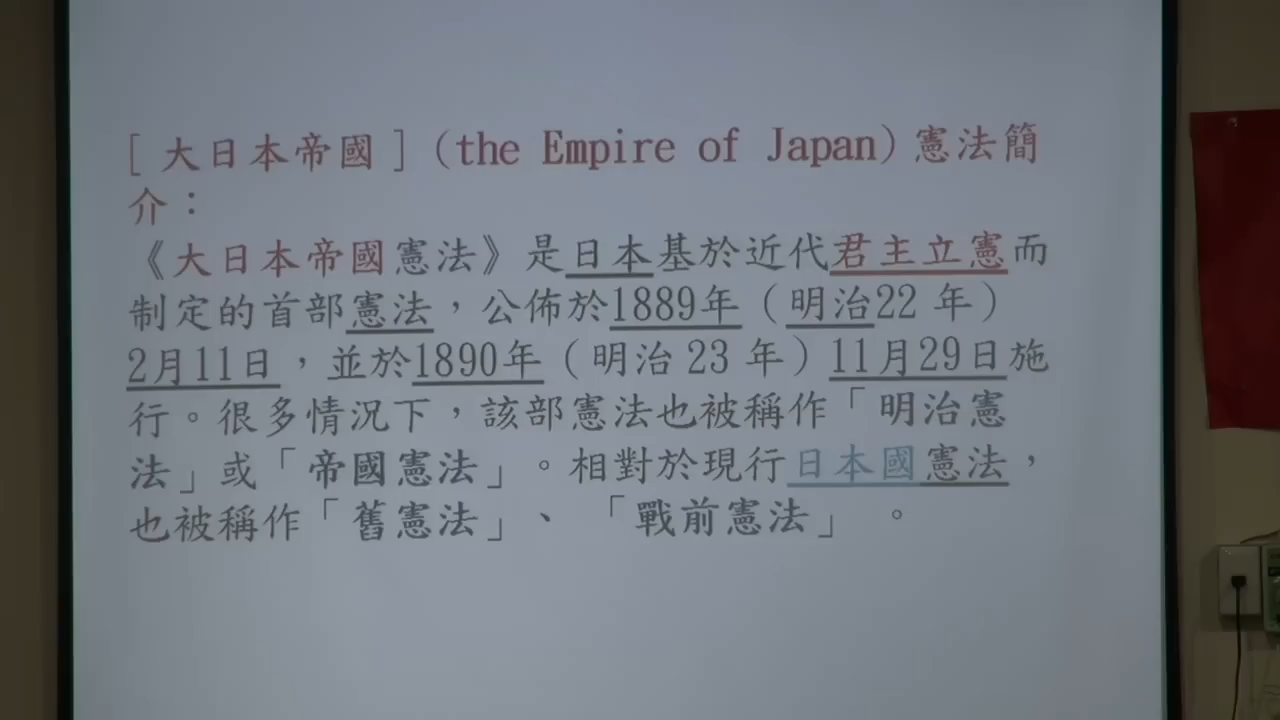 [ 大日本帝國 ] (the Empire of Japan) 憲法簡
介：
《大日本帝國憲法》是日本基於近代君主立憲而
制定的首部憲法，公佈於1889年（明治22 年）
2月11日，並於1890年（明治 23 年）11月29日施
行。很多情況下，該部憲法也被稱作「明治憲
法」或「帝國憲法」。相對於現行日本國憲法，
也被稱作「舊憲法」、 「戰前憲法」 。